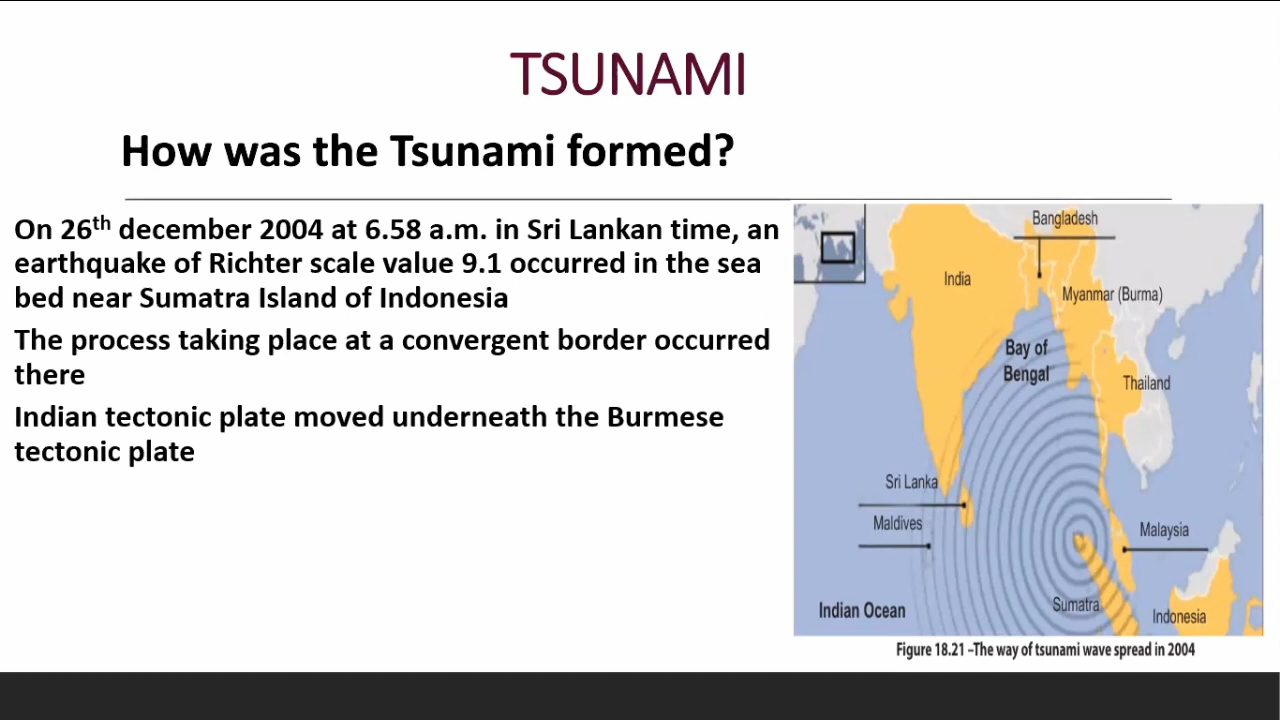 TSUNAMI
How was the Tsunami formed?
On 26th december 2004 at 6.58 a.m. in Sri Lankan time, an
earthquake of Richter scale value 9.1 occurred in the sea
bed near Sumatra Island of Indonesia
The process taking place at a convergent border occurred
there
Indian tectonic plate moved underneath the Burmese
tectonic plate
Bangladesh
India
Myanmar (Burma)
Bay of
Bengal
Thailand
Sri Lanka
Maldives
Malaysia
Indian Ocean
Sumatra
Indonesia
Figure 18.21 –The way of tsunami wave spread in 2004